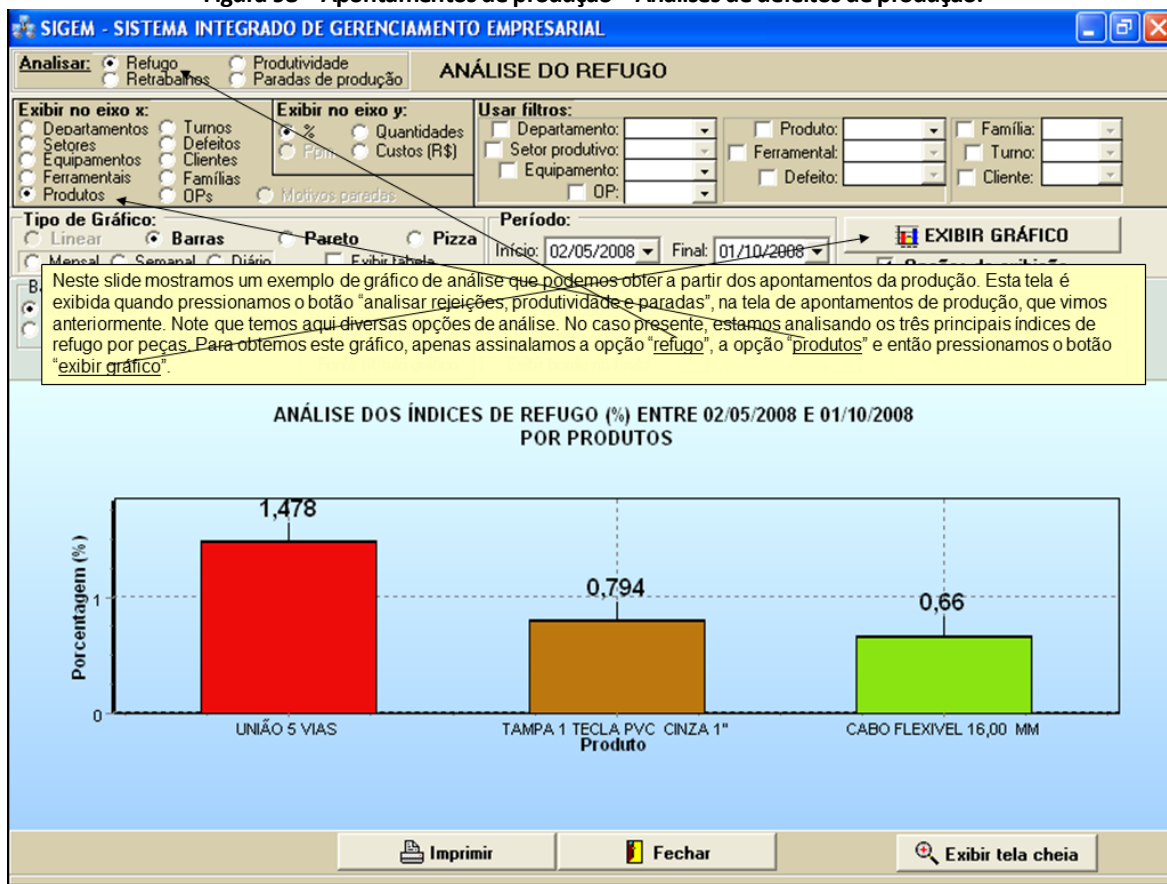 SIGEM - SISTEMA INTEGRADO DE GERENCIAMENTO EMPRESARIAL
Analisar: Refugo Produtividade
Retrabalhos Paradas de produção
ANÁLISE DO REFUGO
Exibir no eixo x: Exibir no eixo y: Usar filtros:
Departamentos Turnos % Quantidades Departamento: Produto: Família:
Setores Defeitos Ppm Custos (R$) Setor produtivo: Ferramental: Turno:
Equipamentos Clientes Equipamento: Defeito: Cliente:
Ferramentais Famílias OP:
Produtos OPs Motivos paradas
Tipo de Gráfico: Período:
Linear Barras Pareto Pizza Início: 02/05/2008 Final: 01/10/2008 EXIBIR GRÁFICO
Mensal Semanal Diário Exibir tabela
Neste slide mostramos um exemplo de gráfico de análise que podemos obter a partir dos apontamentos da produção. Esta tela é
exibida quando pressionamos o botão “analisar rejeições, produtividade e paradas”, na tela de apontamentos de produção, que vimos
anteriormente. Note que temos aqui diversas opções de análise. No caso presente, estamos analisando os três principais índices de
refugo por peças. Para obtemos este gráfico, apenas assinalamos a opção “refugo”, a opção “produtos” e então pressionamos o botão
“exibir gráfico”.
ANÁLISE DOS ÍNDICES DE REFUGO (%) ENTRE 02/05/2008 E 01/10/2008
POR PRODUTOS
Porcentagem (%)
1
0
1,478
0,794
0,66
UNIÃO 5 VIAS TAMPA 1 TECLA PVC CINZA 1" CABO FLEXIVEL 16,00 MM
Produto
Imprimir Fechar Exibir tela cheia